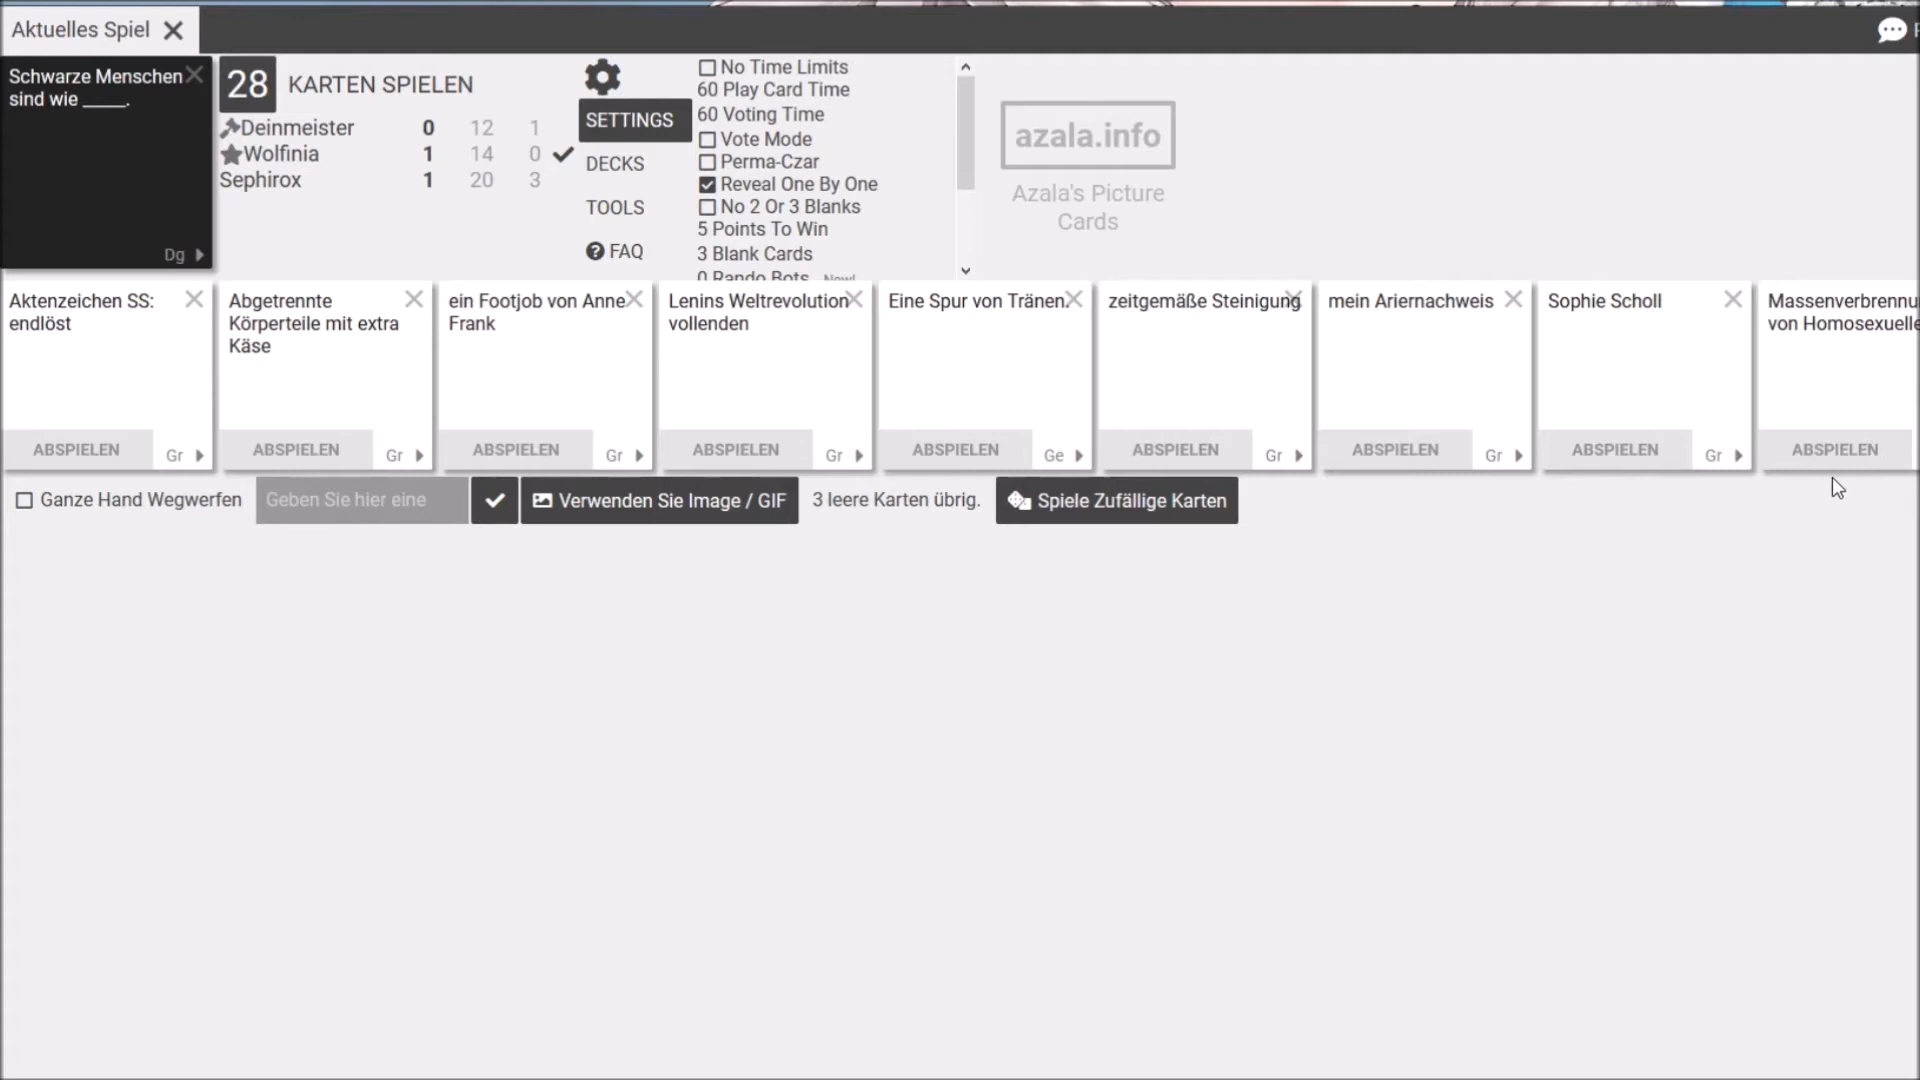 Aktuelles Spiel
Schwarze Menschen
sind wie _____.
Dg
28 KARTEN SPIELEN
Deinmeister 0 12 1
Wolfinia 1 14 0
Sephirox 1 20 3
SETTINGS
DECKS
TOOLS
FAQ
No Time Limits
60 Play Card Time
60 Voting Time
Vote Mode
Perma-Czar
Reveal One By One
No 2 Or 3 Blanks
5 Points To Win
3 Blank Cards
0 Rando Bots New!
azala.info
Azala's Picture
Cards
Aktenzeichen SS:
endlöst
ABSPIELEN
Gr
Abgetrennte
Körperteile mit extra
Käse
ABSPIELEN
Gr
ein Footjob von Anne
Frank
ABSPIELEN
Gr
Lenins Weltrevolution
vollenden
ABSPIELEN
Gr
Eine Spur von Tränen.
ABSPIELEN
Ge
zeitgemäße Steinigung
ABSPIELEN
Gr
mein Ariernachweis
ABSPIELEN
Gr
Sophie Scholl
ABSPIELEN
Gr
von
ABSPIELEN
Ganze Hand Wegwerfen
Geben Sie hier eine
Verwenden Sie Image / GIF
3 leere Karten übrig.
Spiele Zufällige Karten